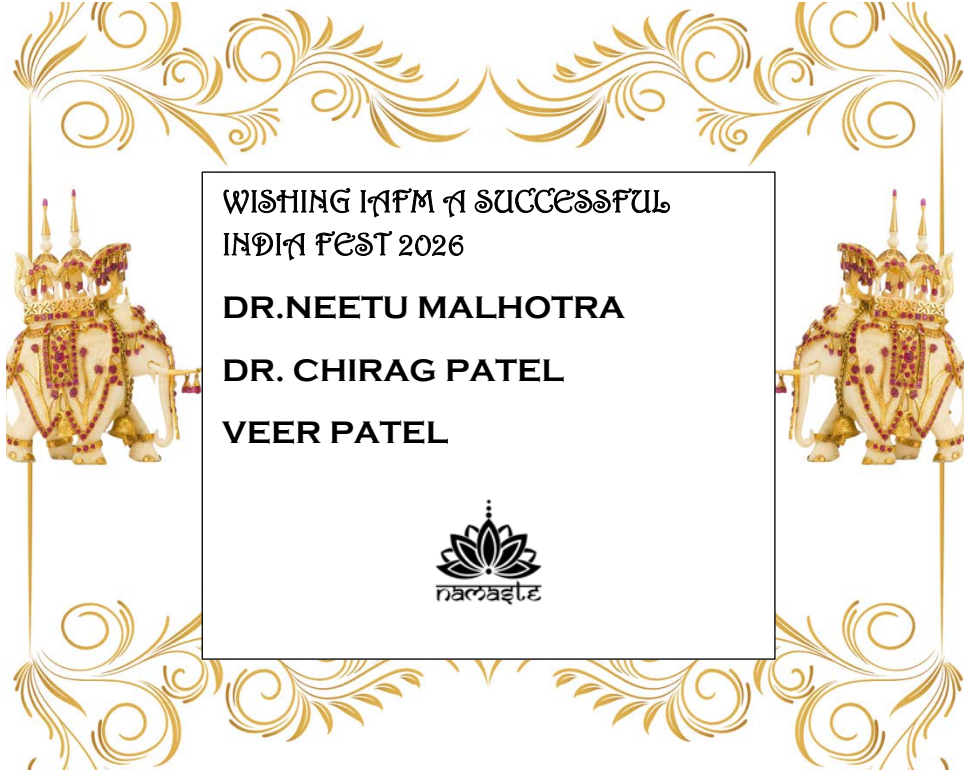 WISHING IAFM A SUCCESSFUL
INDIA FEST 2026
DR.NEETU MALHOTRA
DR. CHIRAG PATEL
VEER PATEL
namaste